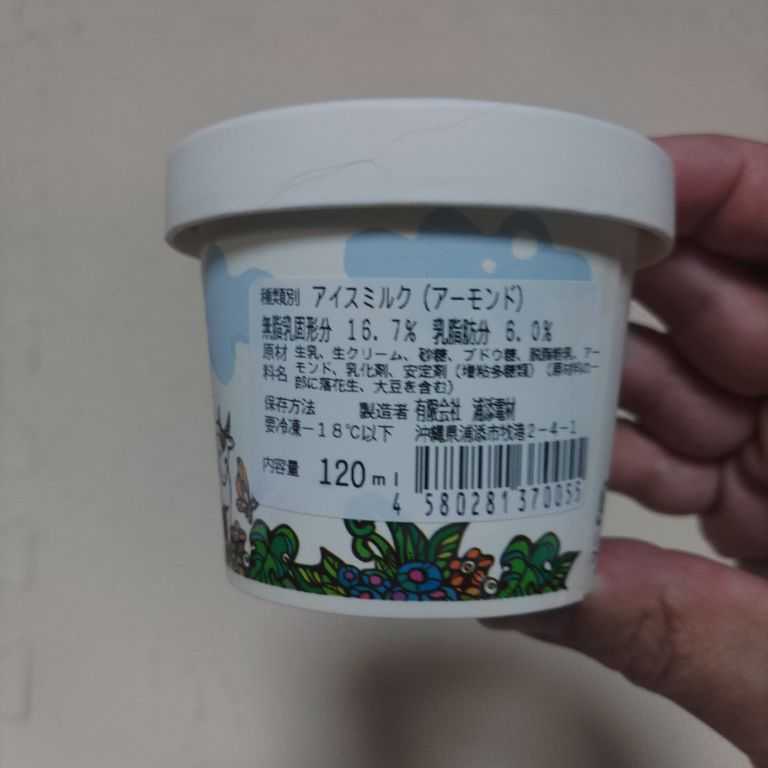 種類別 アイスミルク (アーモンド)
無脂乳固形分 16.7% 乳脂肪分 6.0%
原材料名 生乳、生クリーム、砂糖、ブドウ糖、脱脂粉乳、アー
モンド、乳化剤、安定剤(増粘多糖類)(原材料の一
部に落花生、大豆を含む)
保存方法 製造者 有限会社 浦添電材
要冷凍-18℃以下 沖縄県浦添市牧港2-4-1
内容量 120ml
4 580281 370055